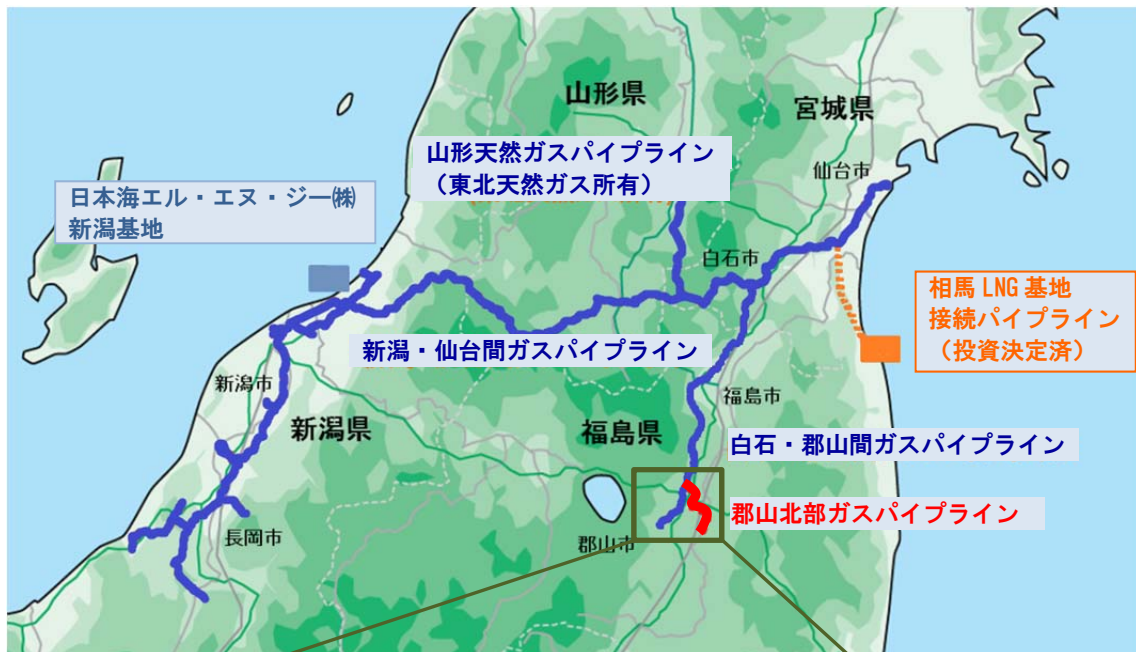 山形県
宮城県
山形天然ガスパイプライン
（東北天然ガス所有）
仙台市
日本海エル・エヌ・ジー㈱
新潟基地
白石市
相馬 LNG 基地
接続パイプライン
（投資決定済）
新潟・仙台間ガスパイプライン
新潟市
福島市
新潟県
福島県
白石・郡山間ガスパイプライン
郡山北部ガスパイプライン
長岡市
郡山市